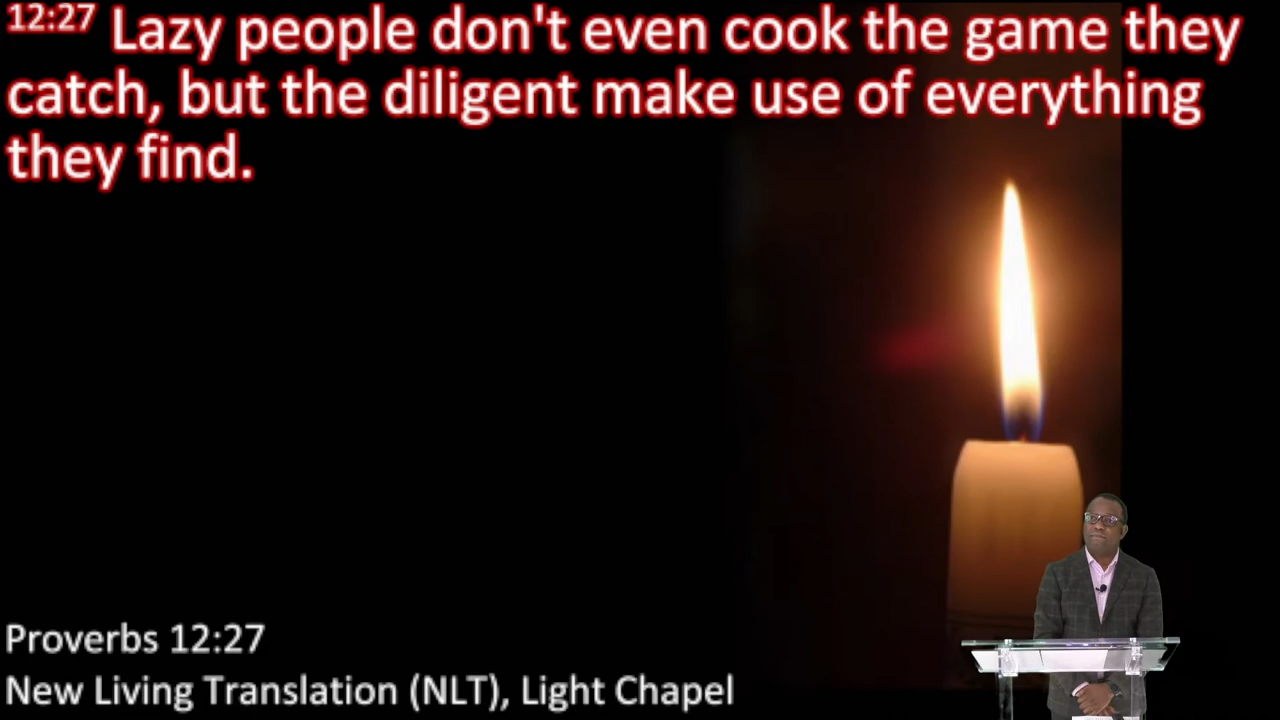 12:27 Lazy people don't even cook the game they
catch, but the diligent make use of everything
they find.
Proverbs 12:27
New Living Translation (NLT), Light Chapel